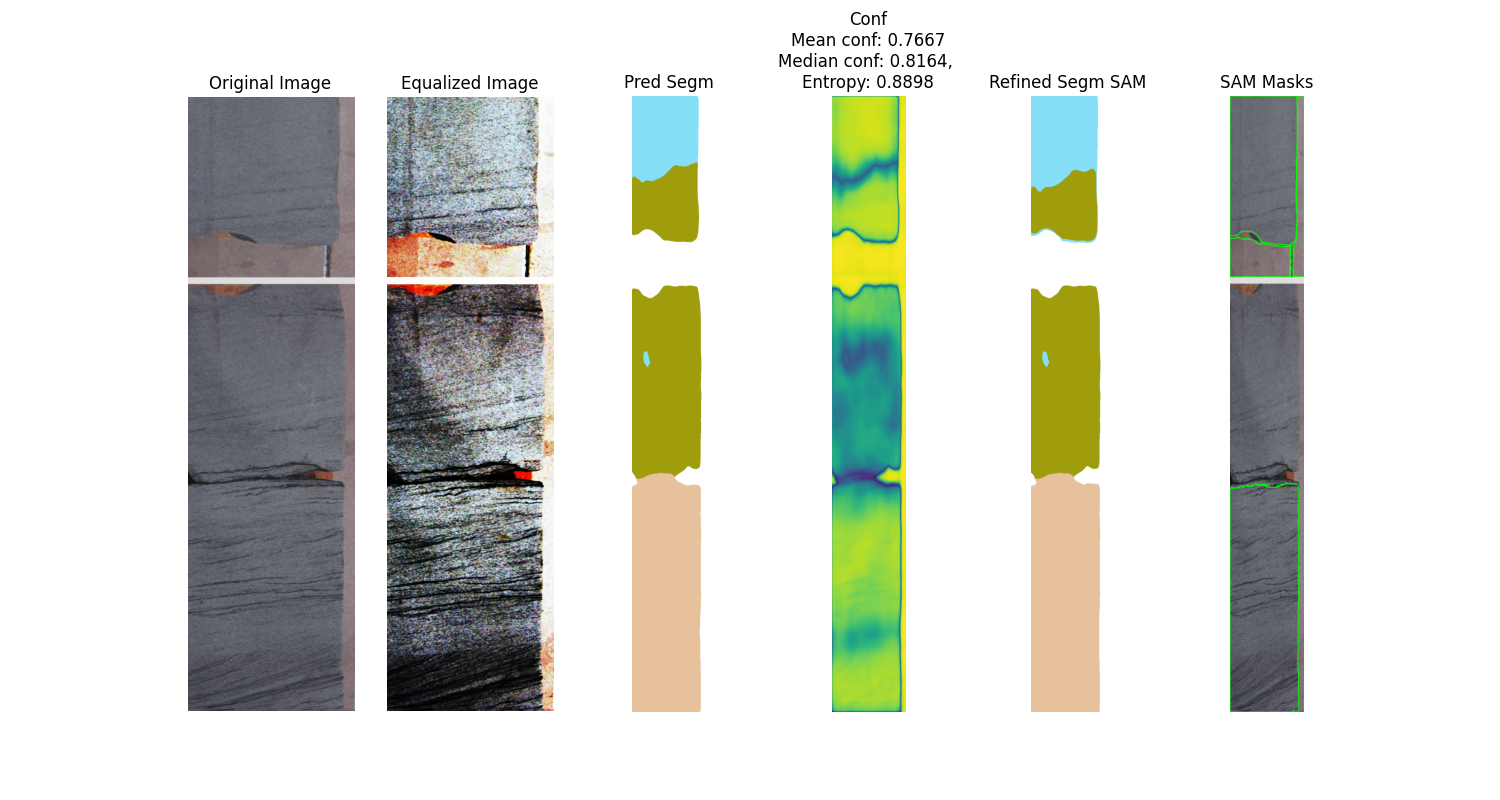 Original Image
Equalized Image
Pred Segm
Conf
Mean conf: 0.7667
Median conf: 0.8164,
Entropy: 0.8898
Refined Segm SAM
SAM Masks